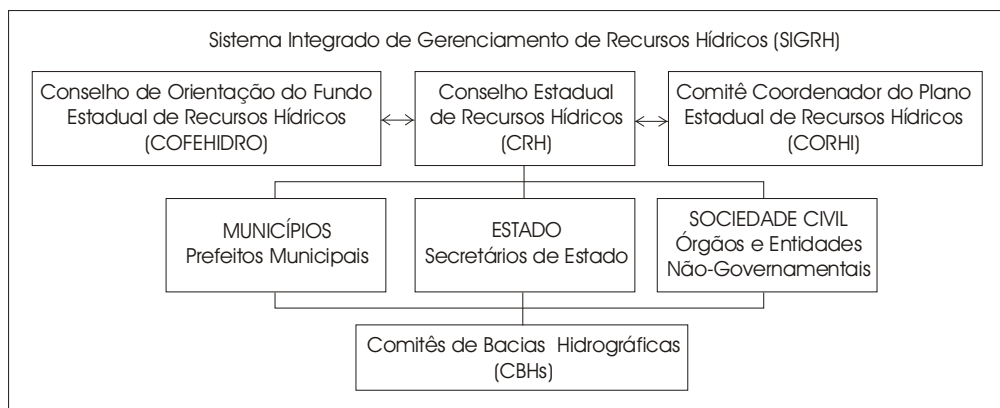 Sistema Integrado de Gerenciamento de Recursos Hídricos (SIGRH)
Conselho de Orientação do Fundo
Estadual de Recursos Hídricos
(COFEHIDRO)
Conselho Estadual
de Recursos Hídricos
(CRH)
Comitê Coordenador do Plano
Estadual de Recursos Hídricos
(CORHI)
MUNICÍPIOS
Prefeitos Municipais
ESTADO
Secretários de Estado
SOCIEDADE CIVIL
Órgãos e Entidades
Não-Governamentais
Comitês de Bacias Hidrográficas
(CBHs)